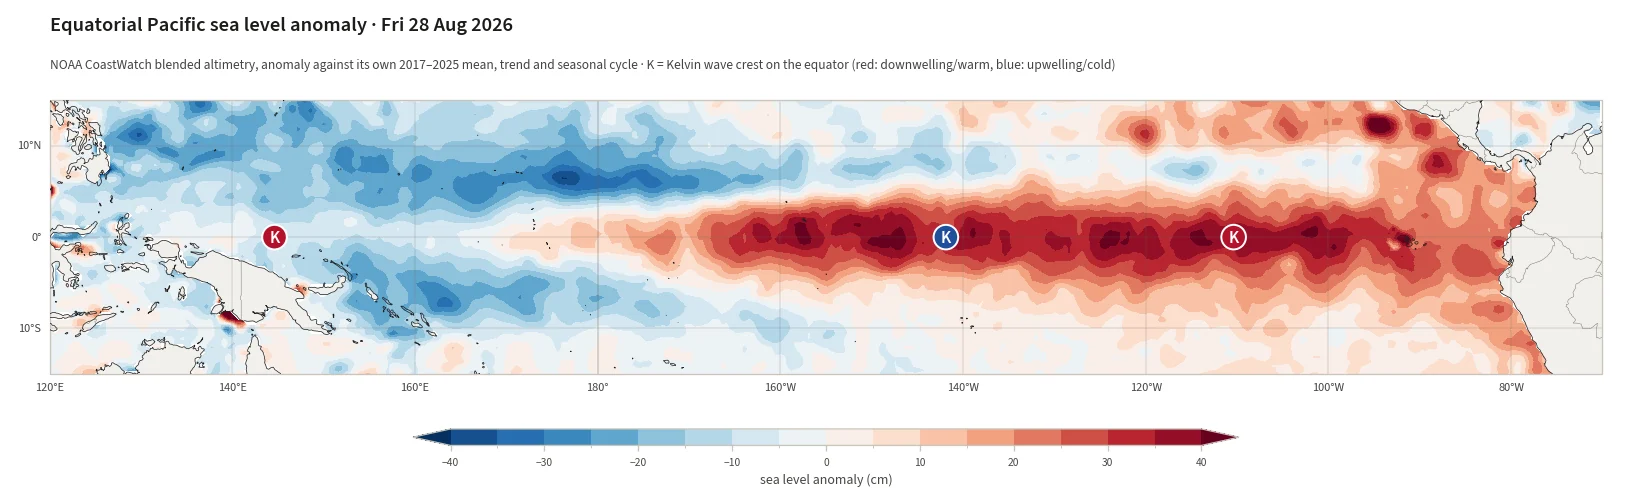 Equatorial Pacific sea level anomaly · Fri 28 Aug 2026
NOAA CoastWatch blended altimetry, anomaly against its own 2017–2025 mean, trend and seasonal cycle · K = Kelvin wave crest on the equator (red: downwelling/warm, blue: upwelling/cold)
10°N
0°
K K K
10°S
120°E 140°E 160°E 180° 160°W 140°W 120°W 100°W 80°W
−40 −30 −20 −10 0 10 20 30 40
sea level anomaly (cm)